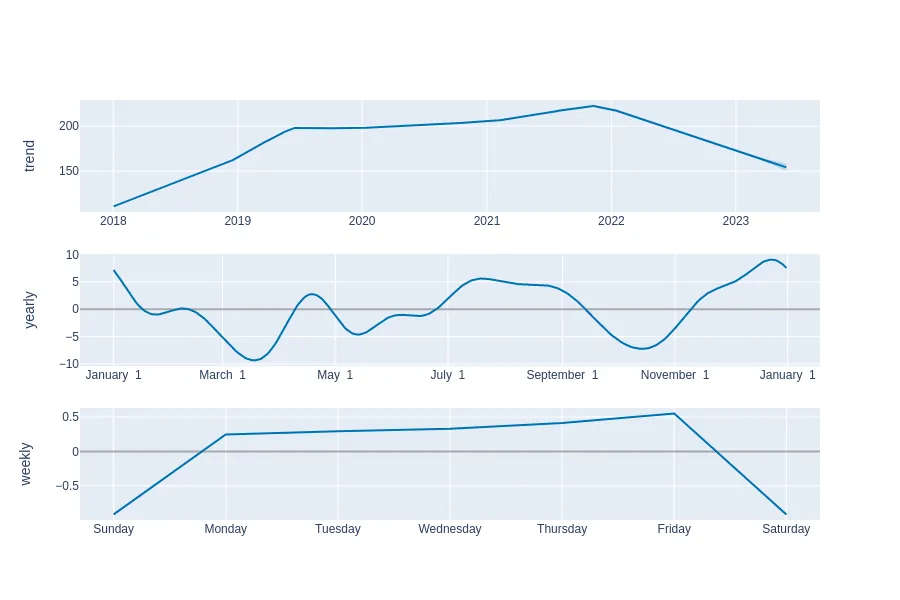 trend
200
150
2018 2019 2020 2021 2022 2023
yearly
10
5
0
−5
−10
January 1 March 1 May 1 July 1 September 1 November 1 January 1
weekly
0.5
0
−0.5
Sunday Monday Tuesday Wednesday Thursday Friday Saturday